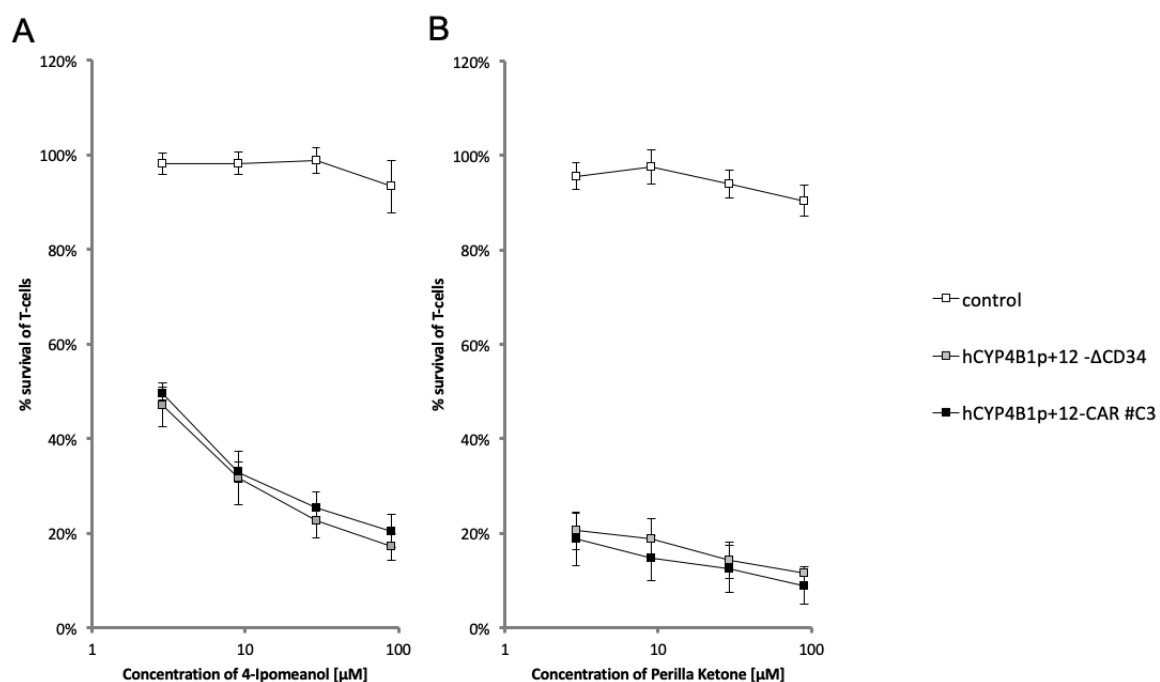 A
120%
100%
80%
60%
40%
20%
0%
% survival of T-cells
1
10
100
Concentration of 4-Ipomeanol [µM]
B
120%
100%
80%
60%
40%
20%
0%
% survival of T-cells
1
10
100
Concentration of Perilla Ketone [µM]
control
hCYP4B1p+12 -ΔCD34
hCYP4B1p+12-CAR #C3